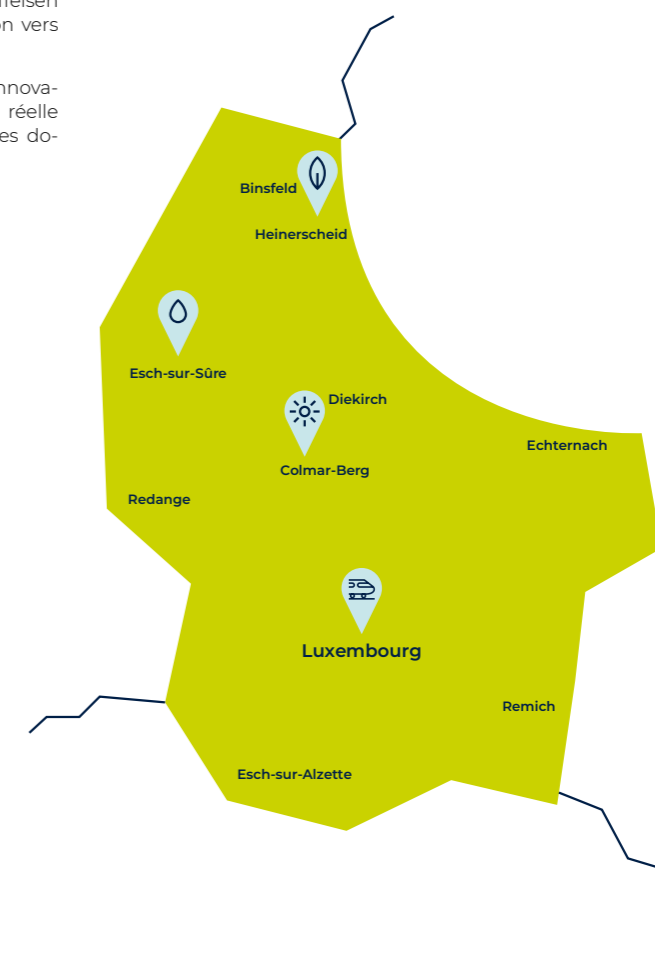 on vers
nnova-
réelle
es do-
Binsfeld
Heinerscheid
Esch-sur-Sûre
Diekirch
Colmar-Berg
Echternach
Redange
Luxembourg
Remich
Esch-sur-Alzette